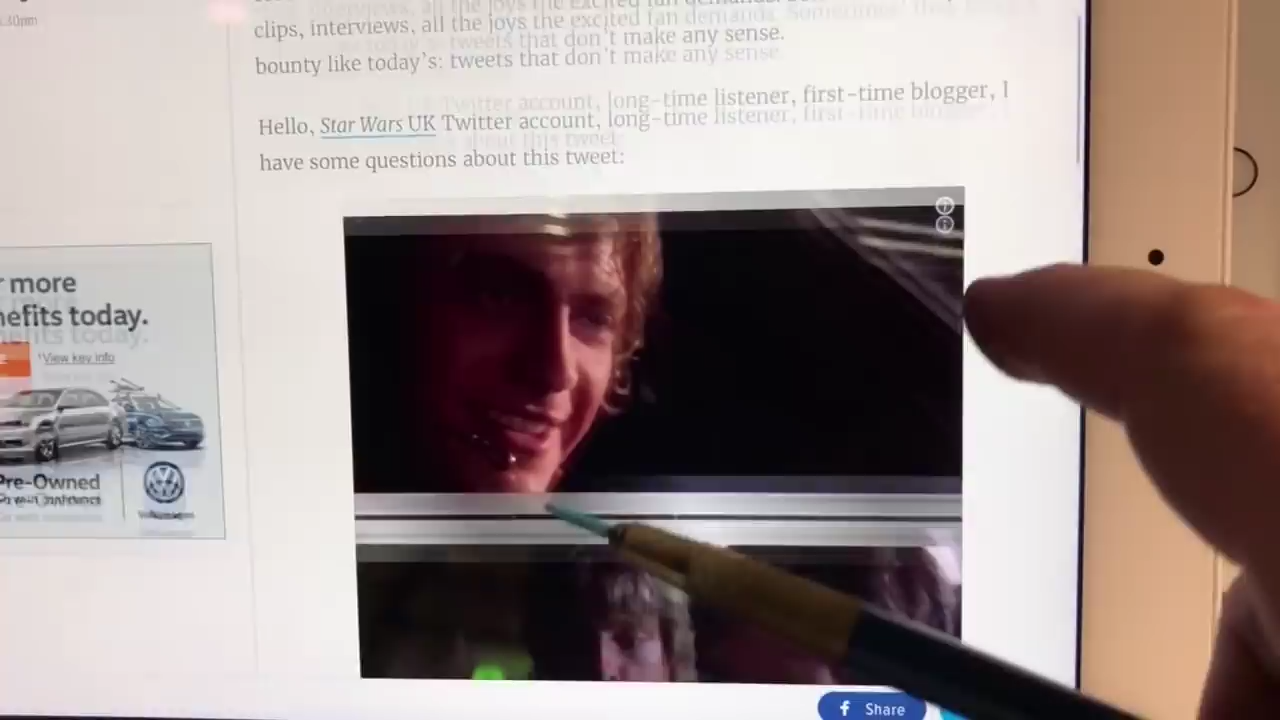 :30pm
clips, interviews, all the joys the excited fan demands.
bounty like today's: tweets that don't make any sense.
Hello, Star Wars UK Twitter account, long-time listener, first-time blogger, I
have some questions about this tweet:
more
nefits today.
*View key info
Pre-Owned
Share